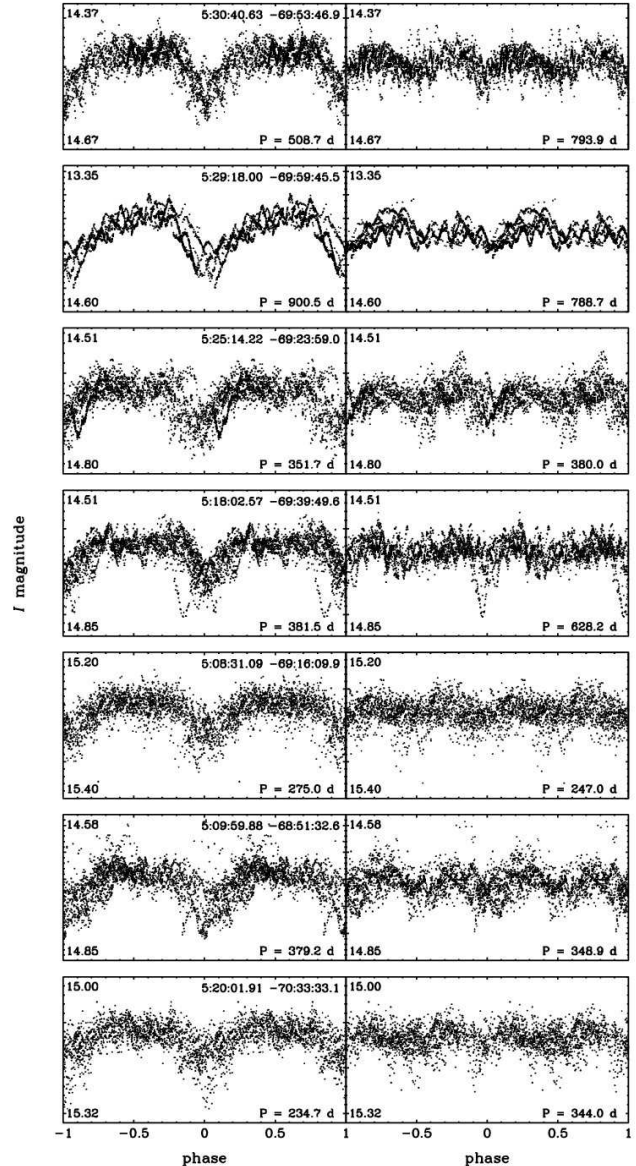 14.37 5:30:40.63 −69:53:46.9 14.37
14.67 P = 508.7 d 14.67 P = 793.9 d
13.35 5:29:18.00 −69:59:45.5 13.35
14.60 P = 900.5 d 14.60 P = 788.7 d
14.51 5:25:14.22 −69:23:59.0 14.51
14.80 P = 351.7 d 14.80 P = 380.0 d
14.51 5:18:02.57 −69:39:49.6 14.51
14.85 P = 381.5 d 14.85 P = 628.2 d
I magnitude
15.20 5:08:31.09 −69:16:09.9 15.20
15.40 P = 275.0 d 15.40 P = 247.0 d
14.58 5:09:59.88 −68:51:32.6 14.58
14.85 P = 379.2 d 14.85 P = 348.9 d
15.00 5:20:01.91 −70:33:33.1 15.00
15.32 P = 234.7 d 15.32 P = 344.0 d
−1 −0.5 0 0.5 1 −0.5 0 0.5 1
phase phase